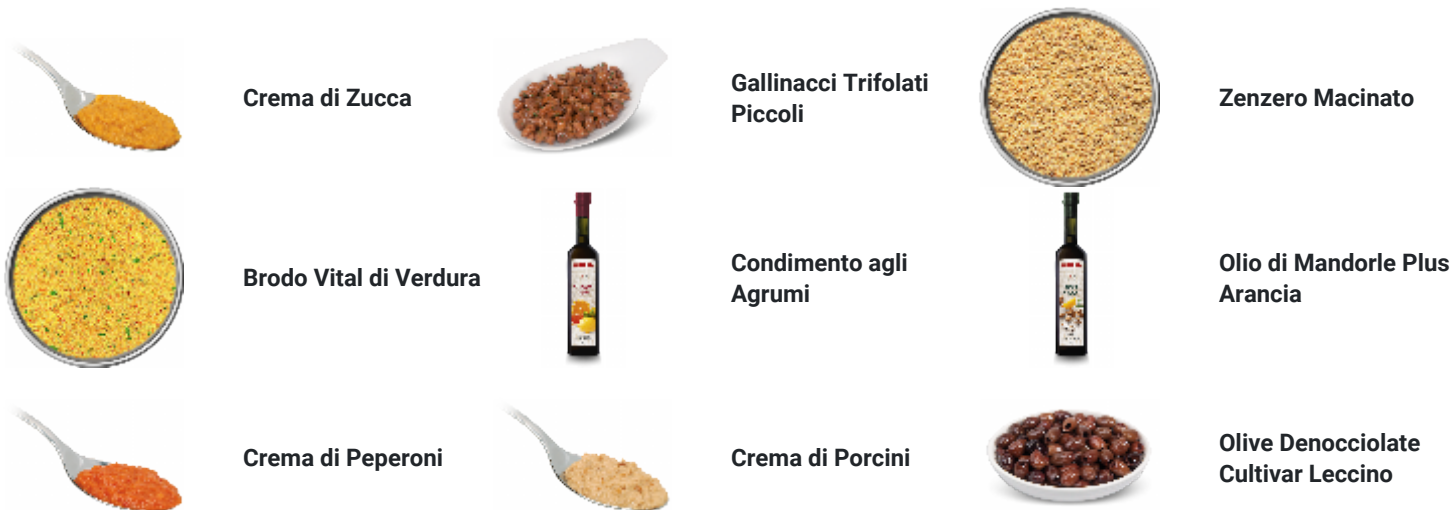 Crema di Zucca
Gallinacci Trifolati
Piccoli
Zenzero Macinato
Brodo Vital di Verdura
Condimento agli
Agrumi
Olio di Mandorle Plus
Arancia
Crema di Peperoni
Crema di Porcini
Olive Denocciolate
Cultivar Leccino